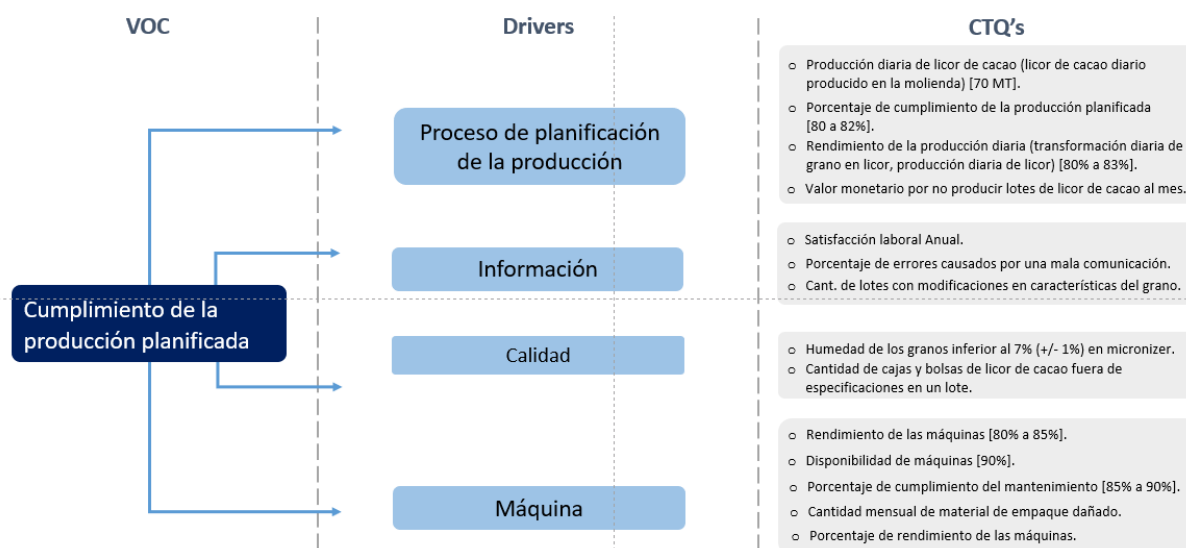 VOC
Drivers
CTQ's
Cumplimiento de la
producción planificada
Proceso de planificación
de la producción
o Producción diaria de licor de cacao (licor de cacao diario
producido en la molienda) [70 MT].
o Porcentaje de cumplimiento de la producción planificada
[80 a 82%].
o Rendimiento de la producción diaria (transformación diaria de
grano en licor, producción diaria de licor) [80% a 83%].
o Valor monetario por no producir lotes de licor de cacao al mes.
Información
o Satisfacción laboral Anual.
o Porcentaje de errores causados por una mala comunicación.
o Cant. de lotes con modificaciones en características del grano.
Calidad
o Humedad de los granos inferior al 7% (+/- 1%) en micronizer.
o Cantidad de cajas y bolsas de licor de cacao fuera de
especificaciones en un lote.
Máquina
o Rendimiento de las máquinas [80% a 85%].
o Disponibilidad de máquinas [90%].
o Porcentaje de cumplimiento del mantenimiento [85% a 90%].
o Cantidad mensual de material de empaque dañado.
o Porcentaje de rendimiento de las máquinas.